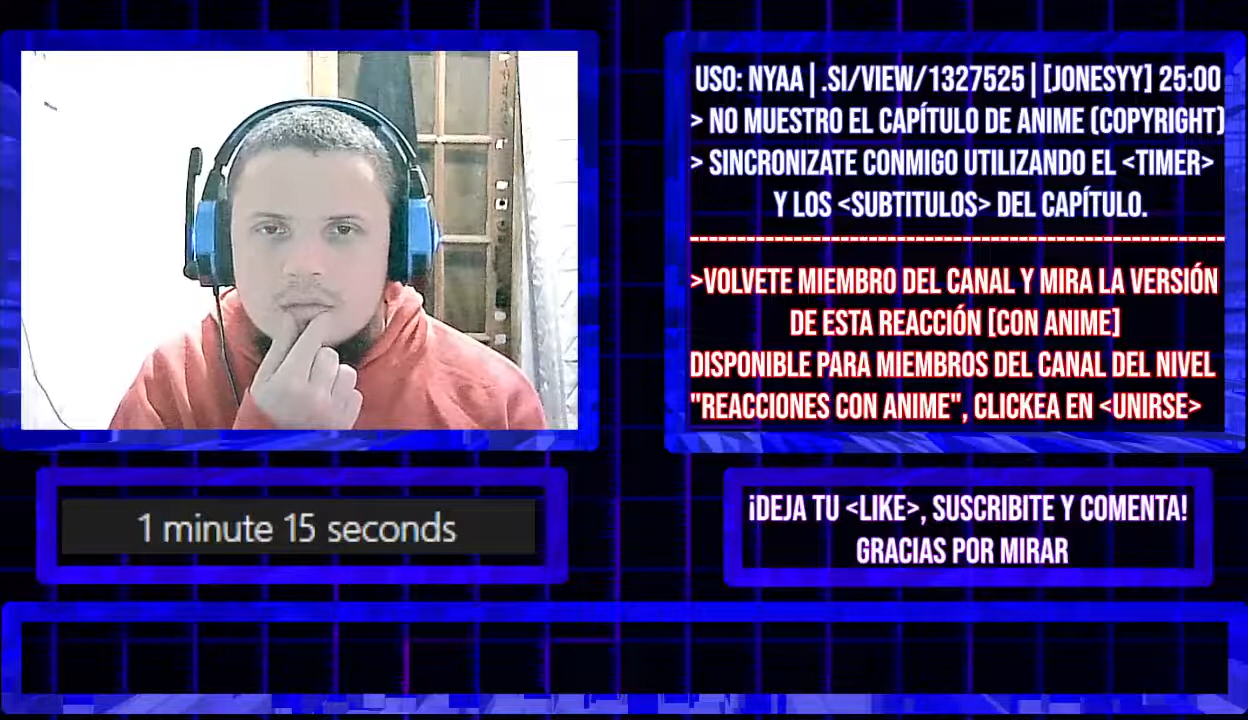 USO: NYAA | .SI/VIEW/1327525 | [JONESYY] 25:00
> NO MUESTRO EL CAPÍTULO DE ANIME (COPYRIGHT)
> SINCRONIZATE CONMIGO UTILIZANDO EL <TIMER>
Y LOS <SUBTITULOS> DEL CAPÍTULO.
>VOLVETE MIEMBRO DEL CANAL Y MIRA LA VERSIÓN
DE ESTA REACCIÓN [CON ANIME]
DISPONIBLE PARA MIEMBROS DEL CANAL DEL NIVEL
"REACCIONES CON ANIME", CLICKEA EN <UNIRSE>
1 minute 15 seconds
¡DEJA TU <LIKE>, SUSCRIBITE Y COMENTA!
GRACIAS POR MIRAR